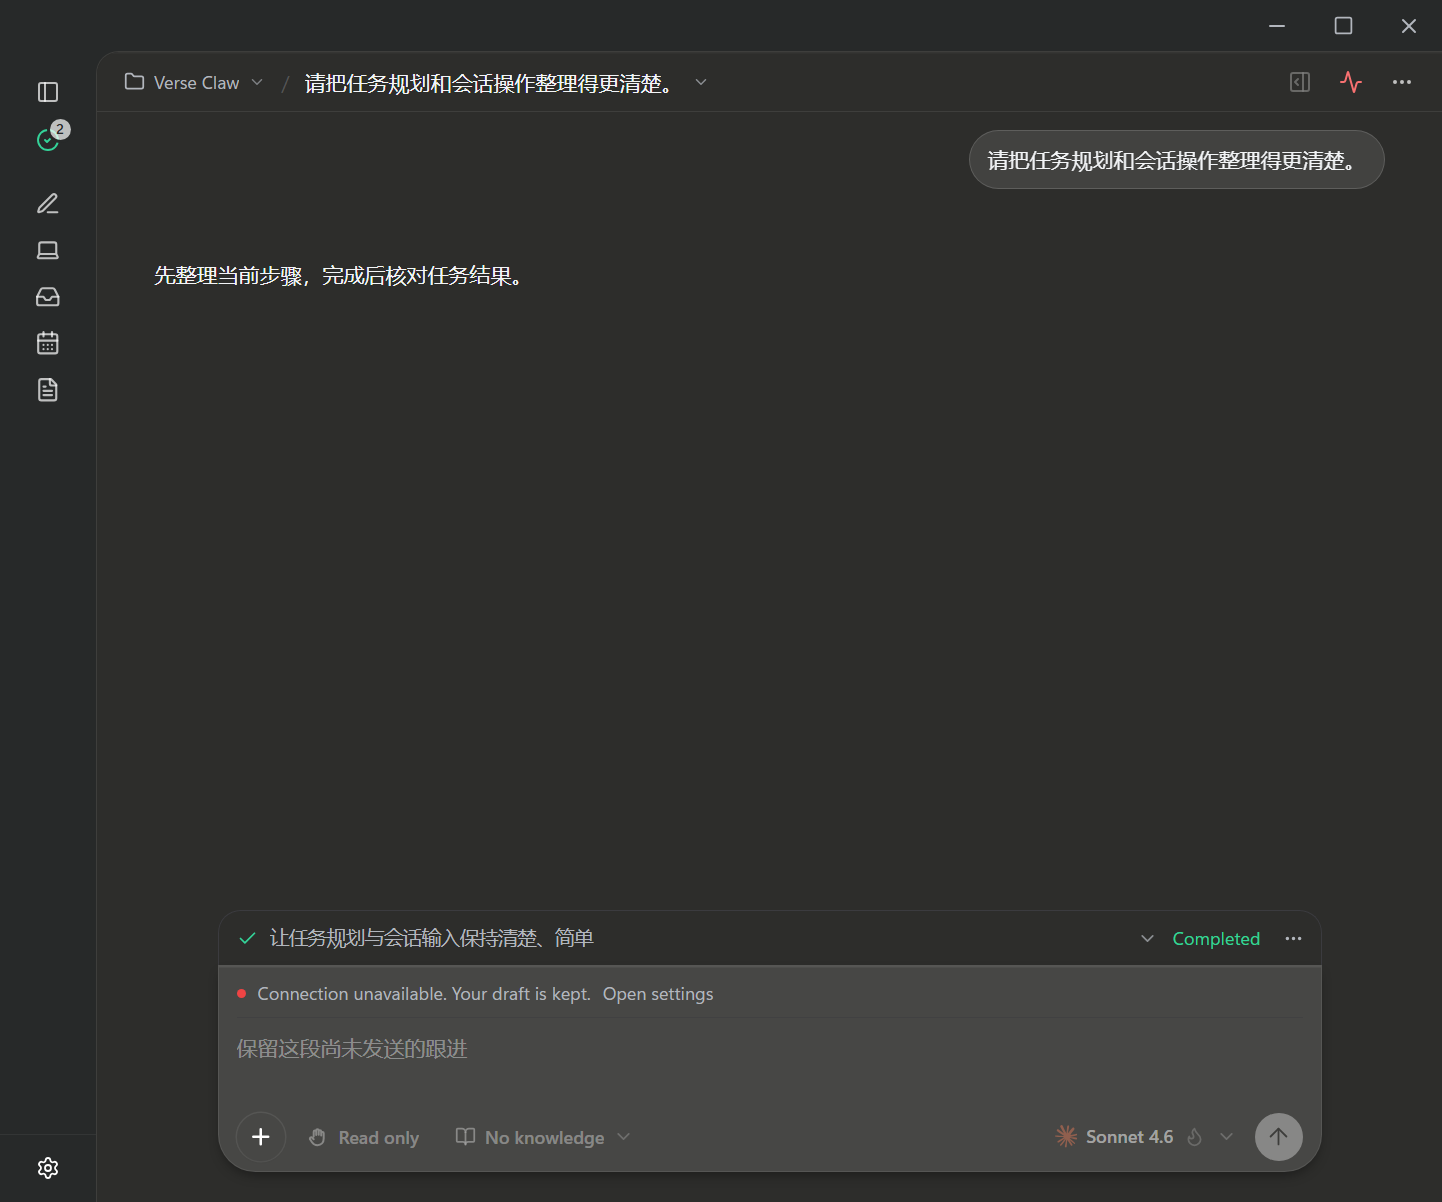 Verse Claw / 请把任务规划和会话操作整理得更清楚。
2
请把任务规划和会话操作整理得更清楚。
先整理当前步骤，完成后核对任务结果。
让任务规划与会话输入保持清楚、简单 Completed
Connection unavailable. Your draft is kept. Open settings
保留这段尚未发送的跟进
Read only No knowledge Sonnet 4.6